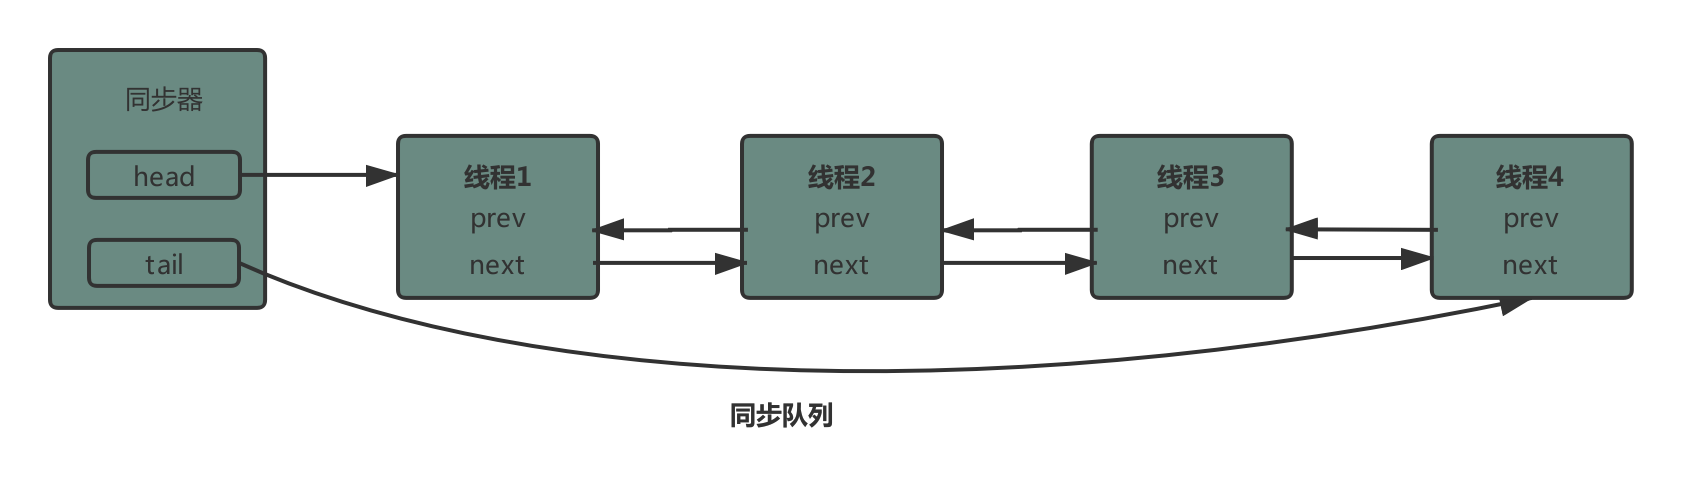 同步器
head
tail
线程1
prev
next
线程2
prev
next
线程3
prev
next
线程4
prev
next
同步队列